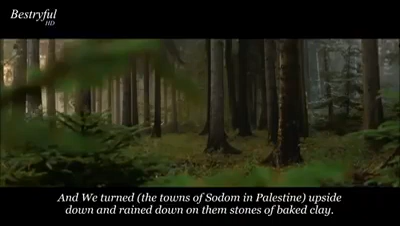 Bestryful
HD
And We turned (the towns of Sodom in Palestine) upside
down and rained down on them stones of baked clay.